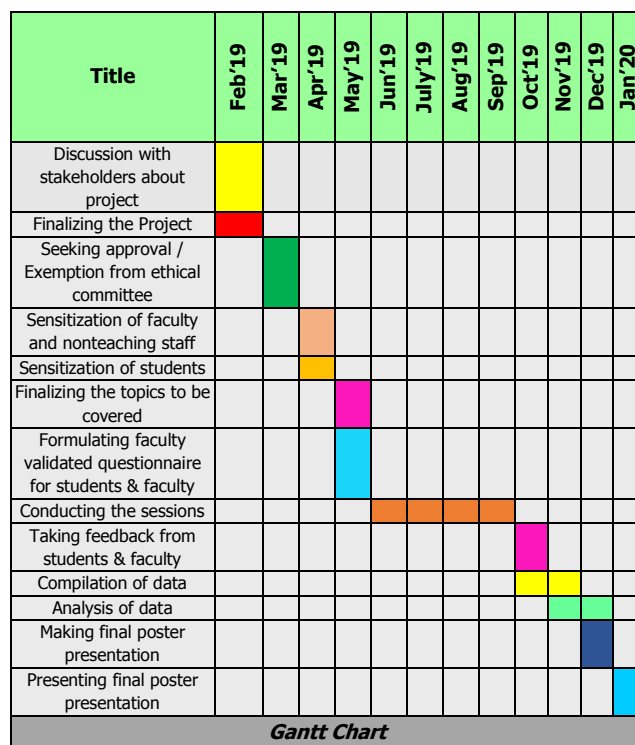 Title
Feb'19
Mar'19
Apr'19
May'19
Jun'19
July'19
Aug'19
Sep'19
Oct'19
Nov'19
Dec'19
Jan'20
Discussion with
stakeholders about
project
Finalizing the Project
Seeking approval /
Exemption from ethical
committee
Sensitization of faculty
and nonteaching staff
Sensitization of students
Finalizing the topics to be
covered
Formulating faculty
validated questionnaire
for students & faculty
Conducting the sessions
Taking feedback from
students & faculty
Compilation of data
Analysis of data
Making final poster
presentation
Presenting final poster
presentation
Gantt Chart